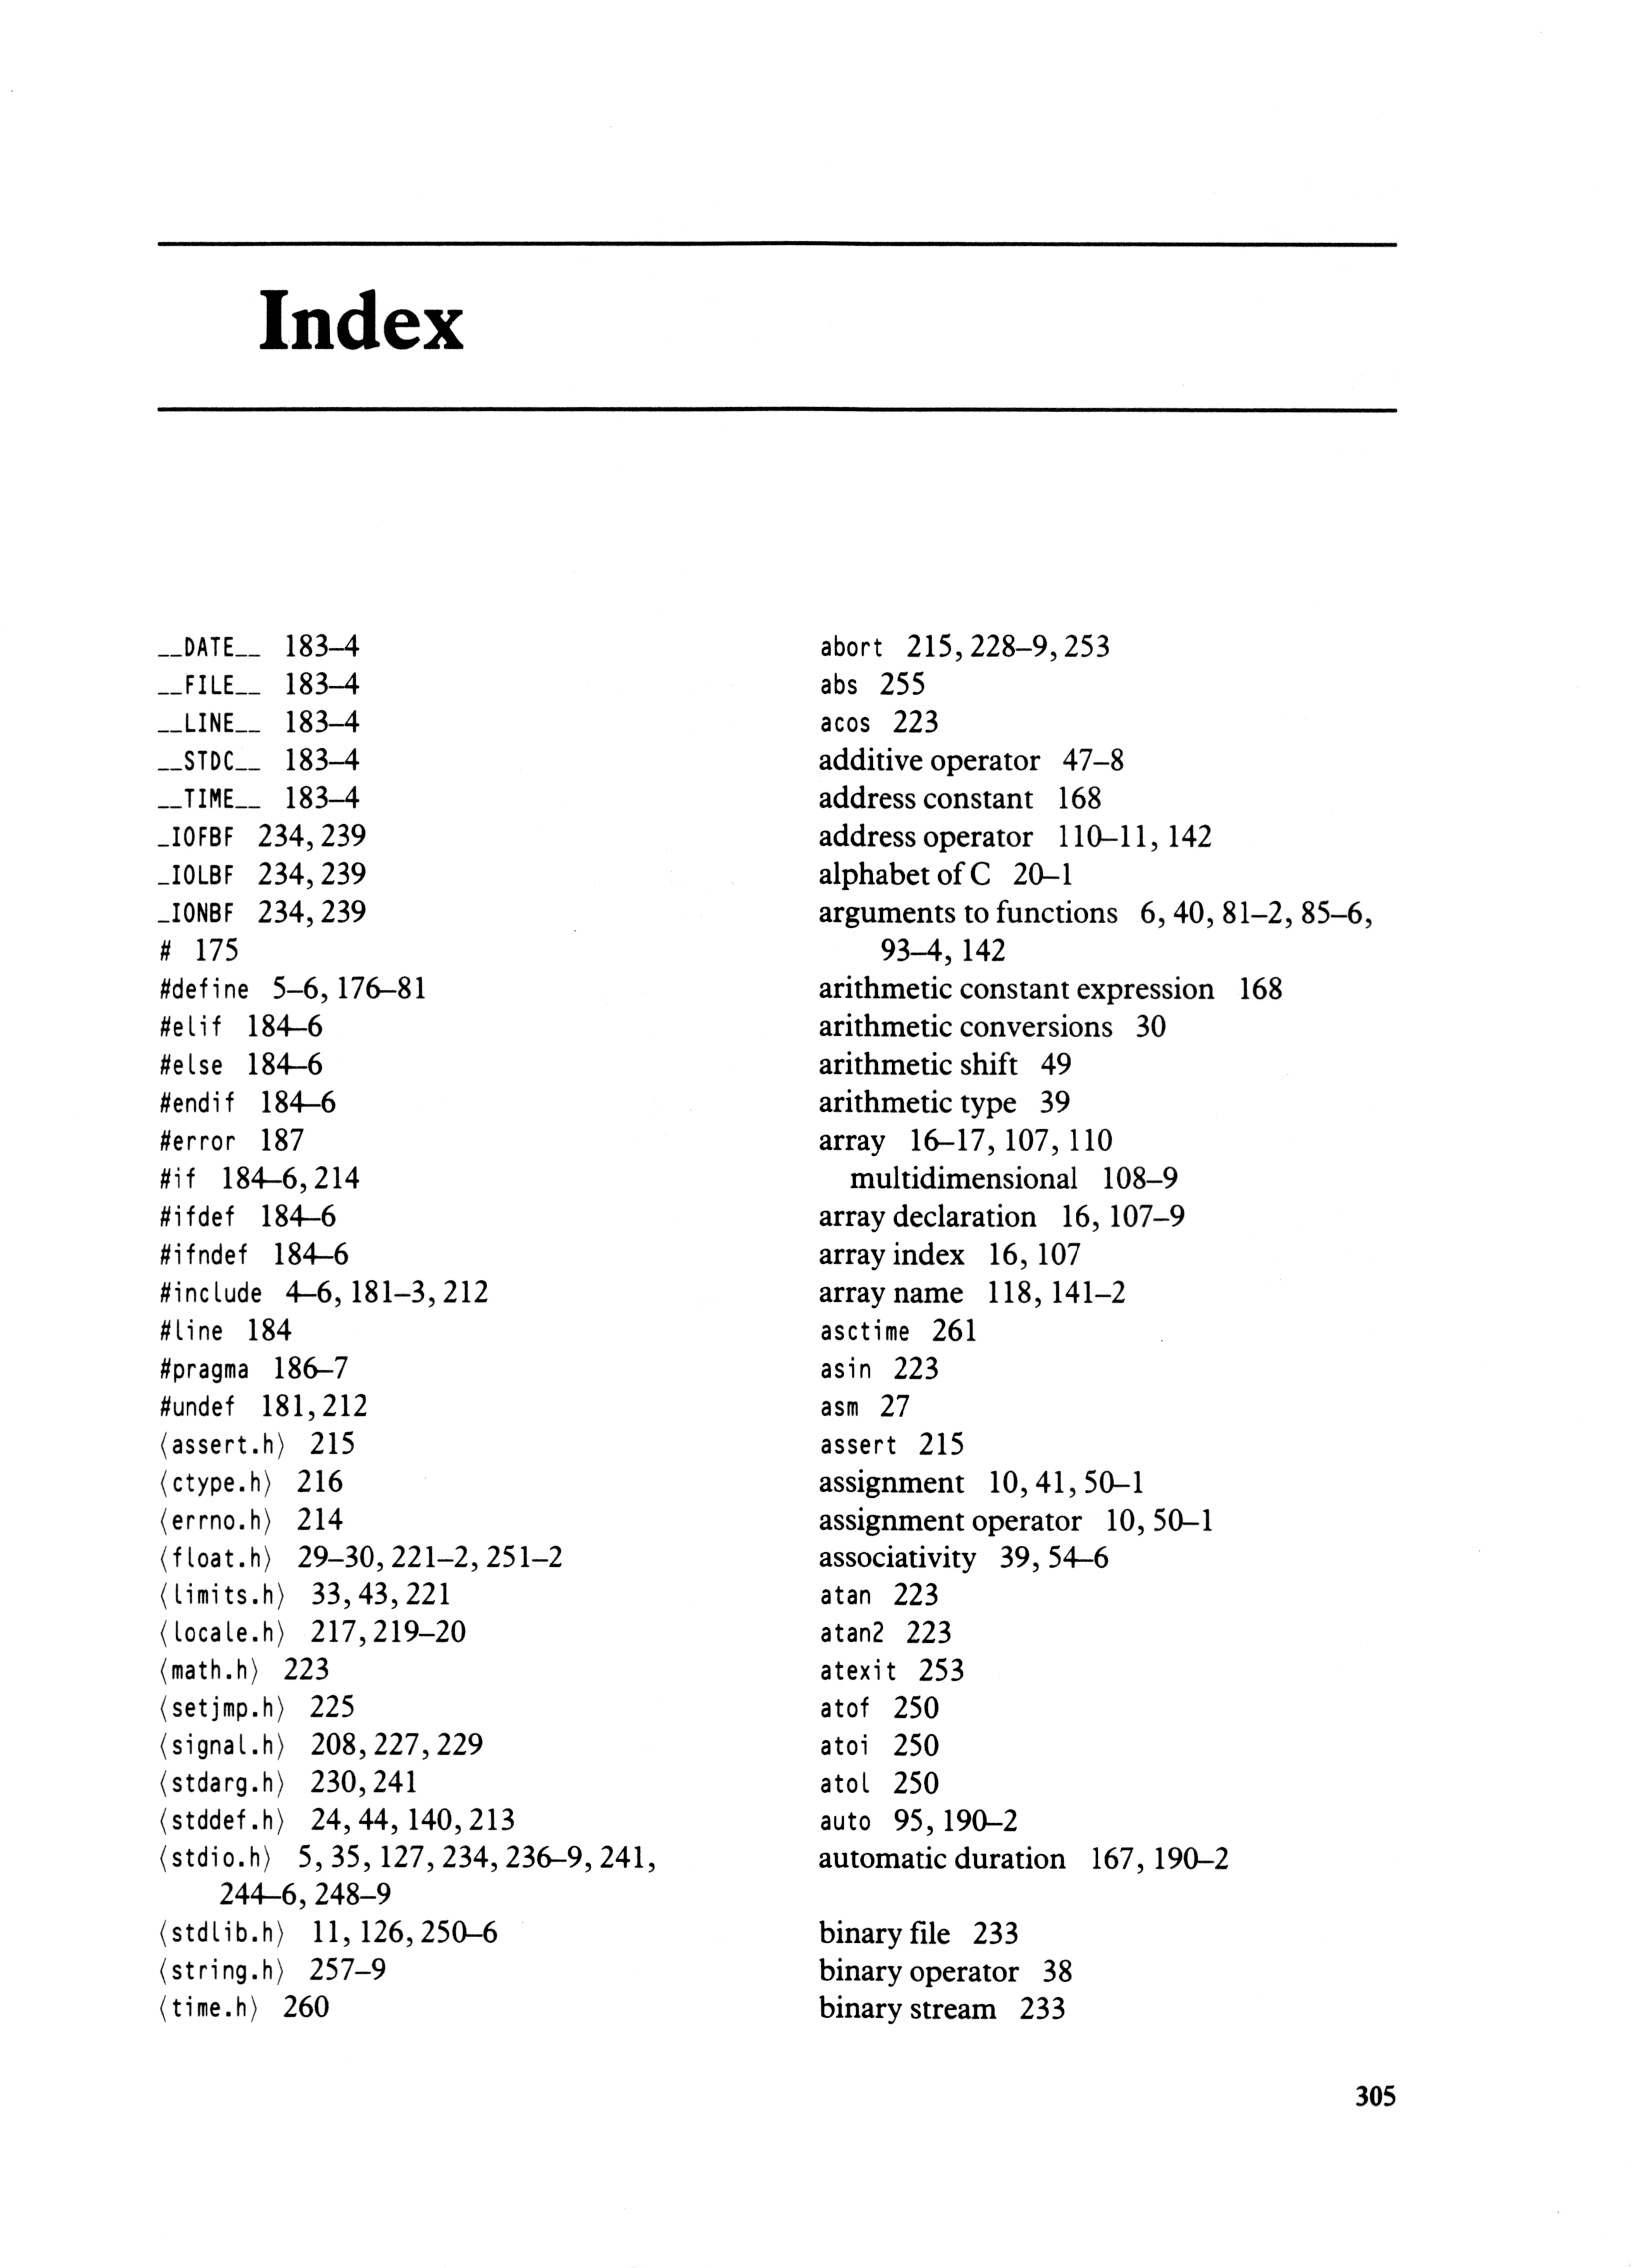 Index
__DATE__ 183–4
__FILE__ 183–4
__LINE__ 183–4
__STDC__ 183–4
__TIME__ 183–4
_IOFBF 234, 239
_IOLBF 234, 239
_IONBF 234, 239
# 175
#define 5–6, 176–81
#elif 184–6
#else 184–6
#endif 184–6
#error 187
#if 184–6, 214
#ifdef 184–6
#ifndef 184–6
#include 4–6, 181–3, 212
#line 184
#pragma 186–7
#undef 181, 212
⟨assert.h⟩ 215
⟨ctype.h⟩ 216
⟨errno.h⟩ 214
⟨float.h⟩ 29–30, 221–2, 251–2
⟨limits.h⟩ 33, 43, 221
⟨locale.h⟩ 217, 219–20
⟨math.h⟩ 223
⟨setjmp.h⟩ 225
⟨signal.h⟩ 208, 227, 229
⟨stdarg.h⟩ 230, 241
⟨stddef.h⟩ 24, 44, 140, 213
⟨stdio.h⟩ 5, 35, 127, 234, 236–9, 241,
244–6, 248–9
⟨stdlib.h⟩ 11, 126, 250–6
⟨string.h⟩ 257–9
⟨time.h⟩ 260
abort 215, 228–9, 253
abs 255
acos 223
additive operator 47–8
address constant 168
address operator 110–11, 142
alphabet of C 20–1
arguments to functions 6, 40, 81–2, 85–6,
93–4, 142
arithmetic constant expression 168
arithmetic conversions 30
arithmetic shift 49
arithmetic type 39
array 16–17, 107, 110
multidimensional 108–9
array declaration 16, 107–9
array index 16, 107
array name 118, 141–2
asctime 261
asin 223
asm 27
assert 215
assignment 10, 41, 50–1
assignment operator 10, 50–1
associativity 39, 54–6
atan 223
atan2 223
atexit 253
atof 250
atoi 250
atol 250
auto 95, 190–2
automatic duration 167, 190–2
binary file 233
binary operator 38
binary stream 233
305